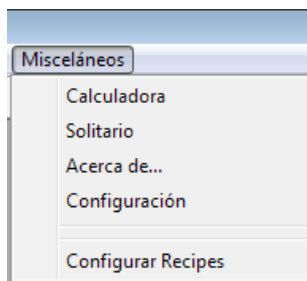 Misceláneos
Calculadora
Solitario
Acerca de...
Configuración
Configurar Recipes